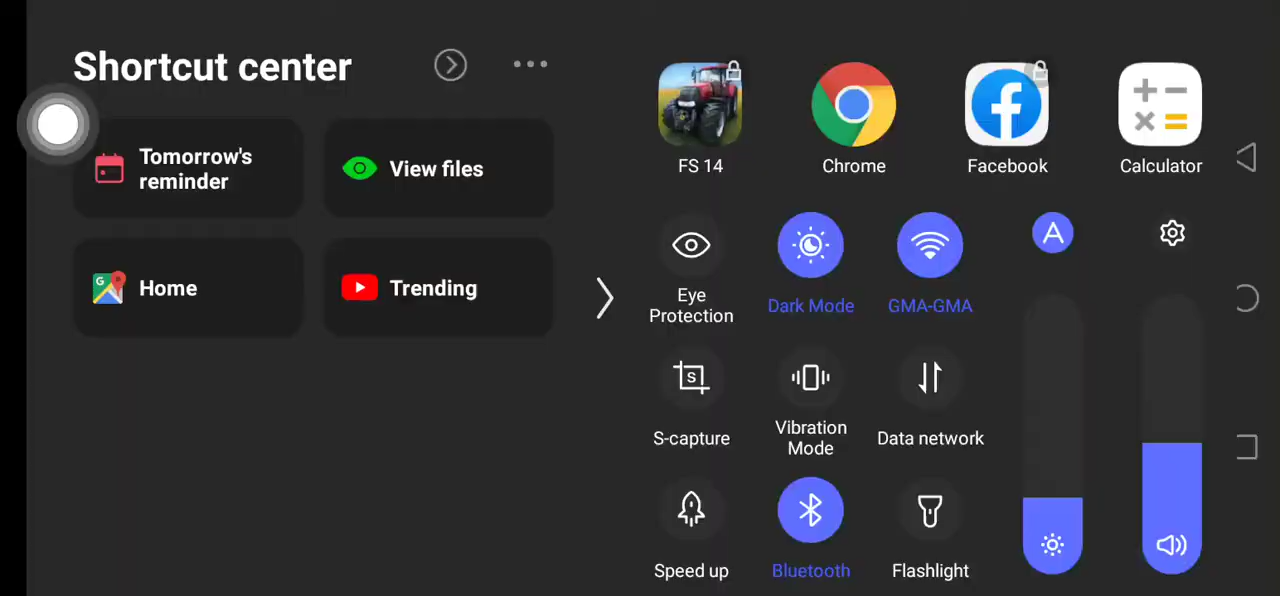 Shortcut center
Tomorrow's
reminder
View files
Home
Trending
FS 14
Chrome
Facebook
Calculator
Eye
Protection
Dark Mode
GMA-GMA
S-capture
Vibration
Mode
Data network
Speed up
Bluetooth
Flashlight